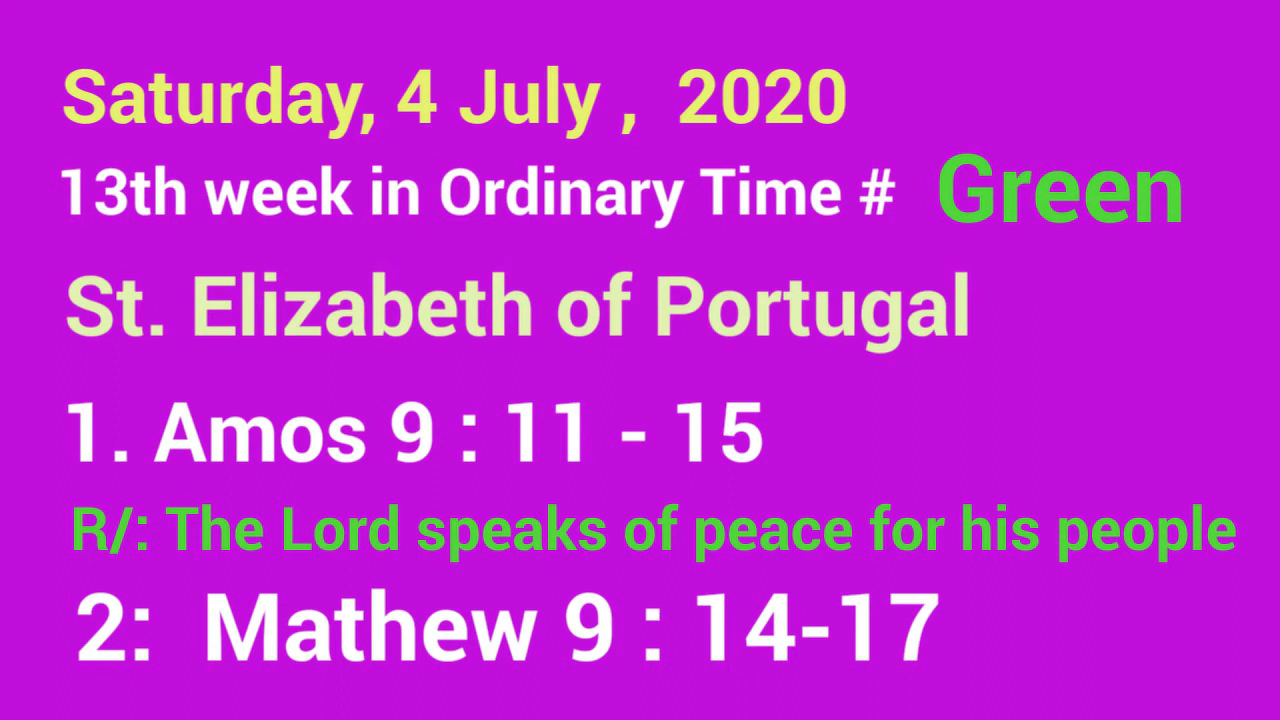 Saturday, 4 July , 2020
13th week in Ordinary Time # Green
St. Elizabeth of Portugal
1. Amos 9 : 11 - 15
R/: The Lord speaks of peace for his people
2: Mathew 9 : 14-17